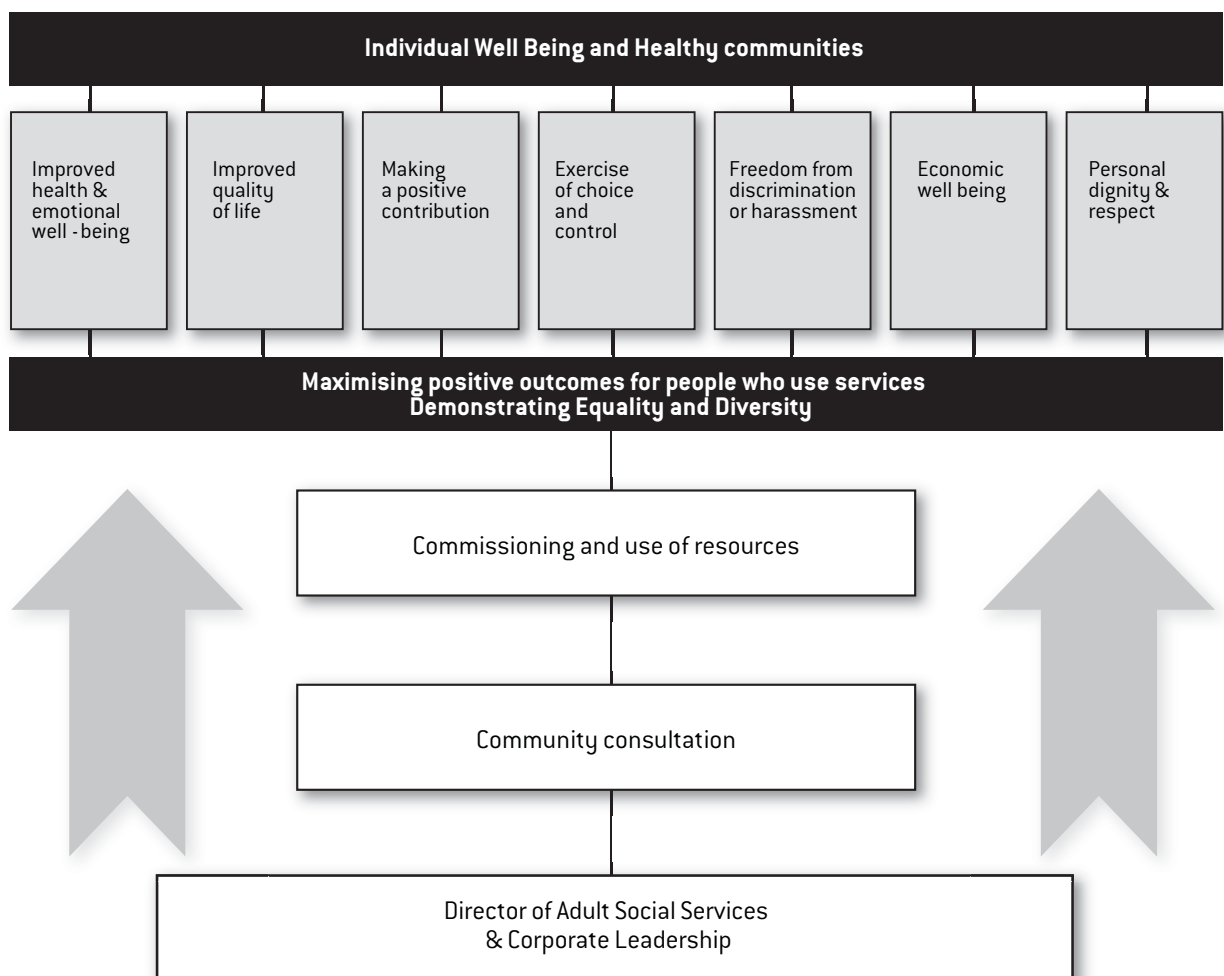 Individual Well Being and Healthy communities
Improved
health &
emotional
well - being
Improved
quality
of life
Making
a positive
contribution
Exercise
of choice
and
control
Freedom from
discrimination
or harassment
Economic
well being
Personal
dignity &
respect
Maximising positive outcomes for people who use services
Demonstrating Equality and Diversity
Commissioning and use of resources
Community consultation
Director of Adult Social Services
& Corporate Leadership